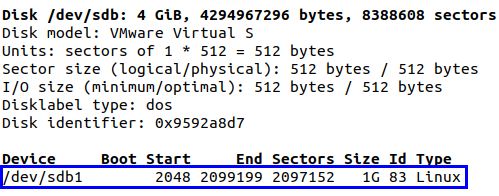 Disk /dev/sdb: 4 GiB, 4294967296 bytes, 8388608 sectors
Disk model: VMware Virtual S
Units: sectors of 1 * 512 = 512 bytes
Sector size (logical/physical): 512 bytes / 512 bytes
I/O size (minimum/optimal): 512 bytes / 512 bytes
Disklabel type: dos
Disk identifier: 0x9592a8d7
Device Boot Start End Sectors Size Id Type
/dev/sdb1 2048 2099199 2097152 1G 83 Linux